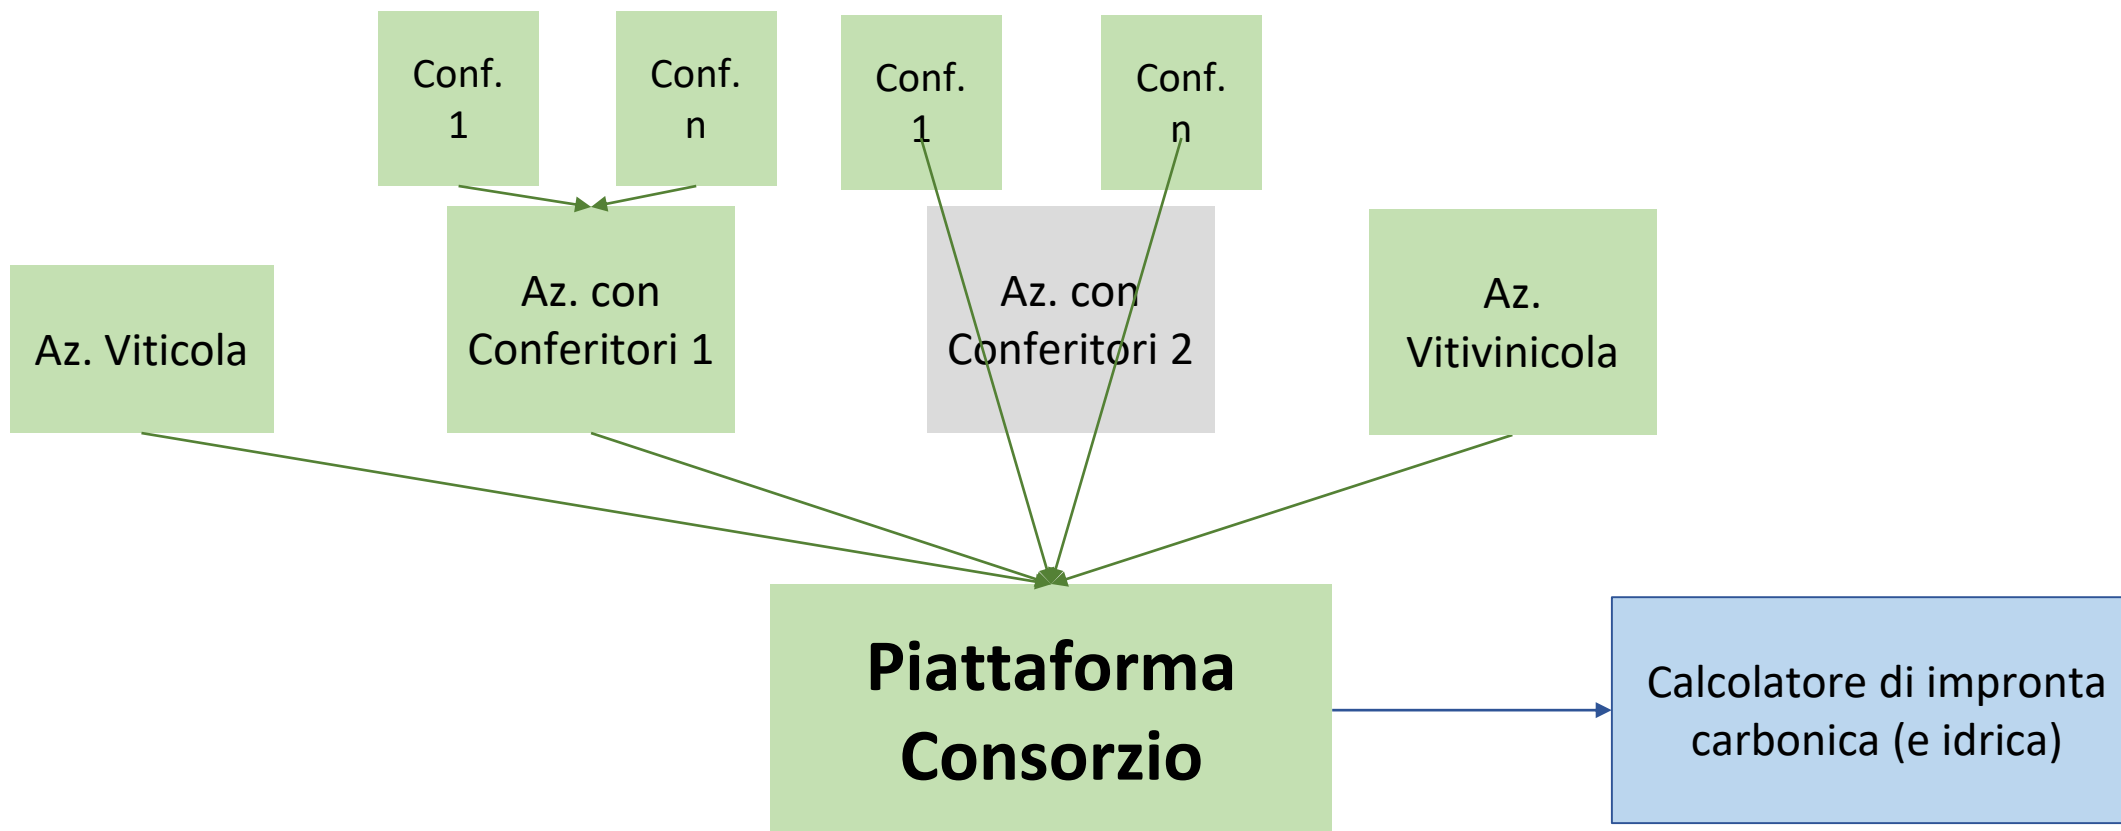 Conf.
1
Conf.
n
Conf.
1
Conf.
n
Az. Viticola
Az. con
Conferitori 1
Az. con
Conferitori 2
Az.
Vitivinicola
Piattaforma
Consorzio
Calcolatore di impronta
carbonica (e idrica)